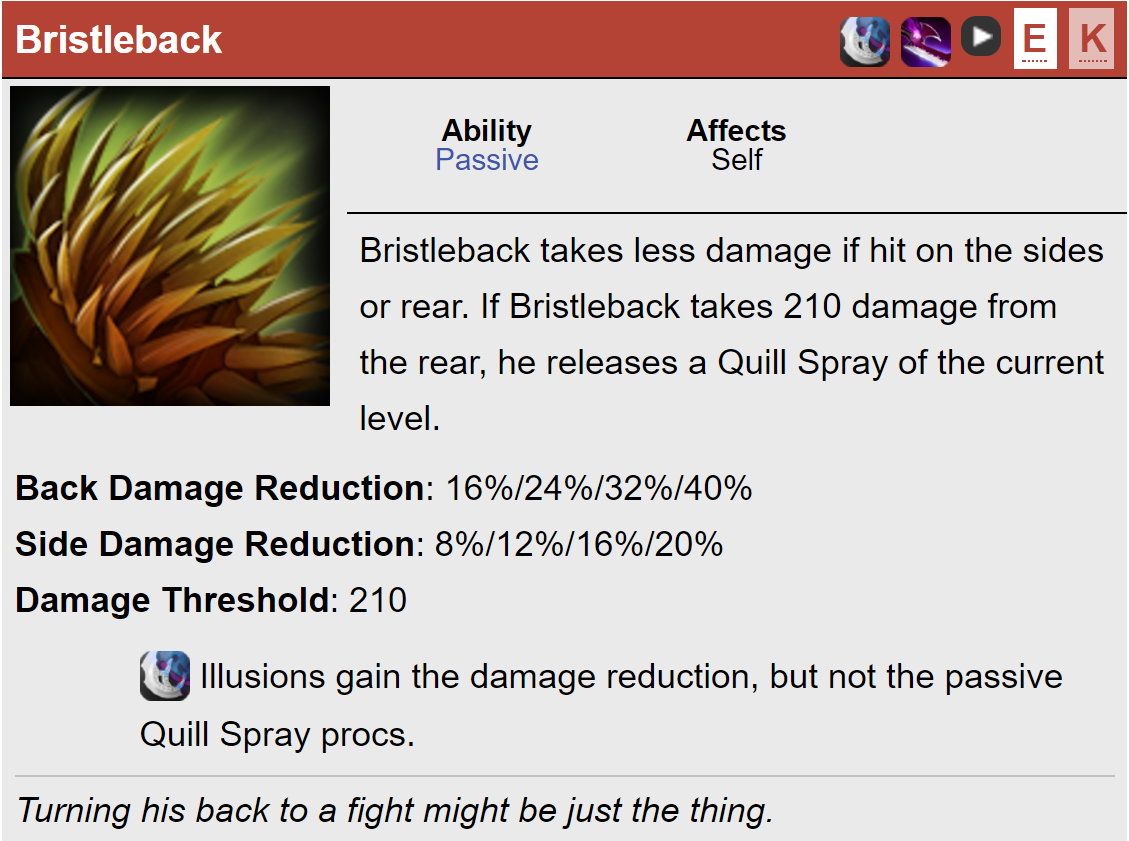 Bristleback E K
Ability Affects
Passive Self
Bristleback takes less damage if hit on the sides
or rear. If Bristleback takes 210 damage from
the rear, he releases a Quill Spray of the current
level.
Back Damage Reduction: 16%/24%/32%/40%
Side Damage Reduction: 8%/12%/16%/20%
Damage Threshold: 210
Illusions gain the damage reduction, but not the passive
Quill Spray procs.
Turning his back to a fight might be just the thing.